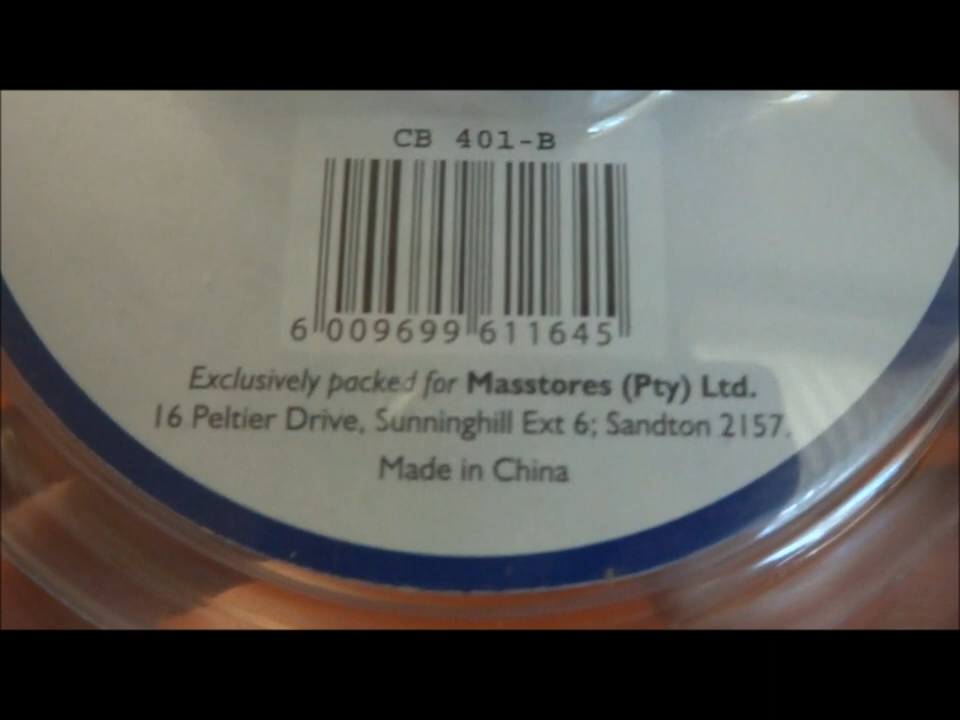 CB 401-B
6 009699 611645
Exclusively packed for Masstores (Pty) Ltd.
16 Peltier Drive, Sunninghill Ext 6; Sandton 2157.
Made in China